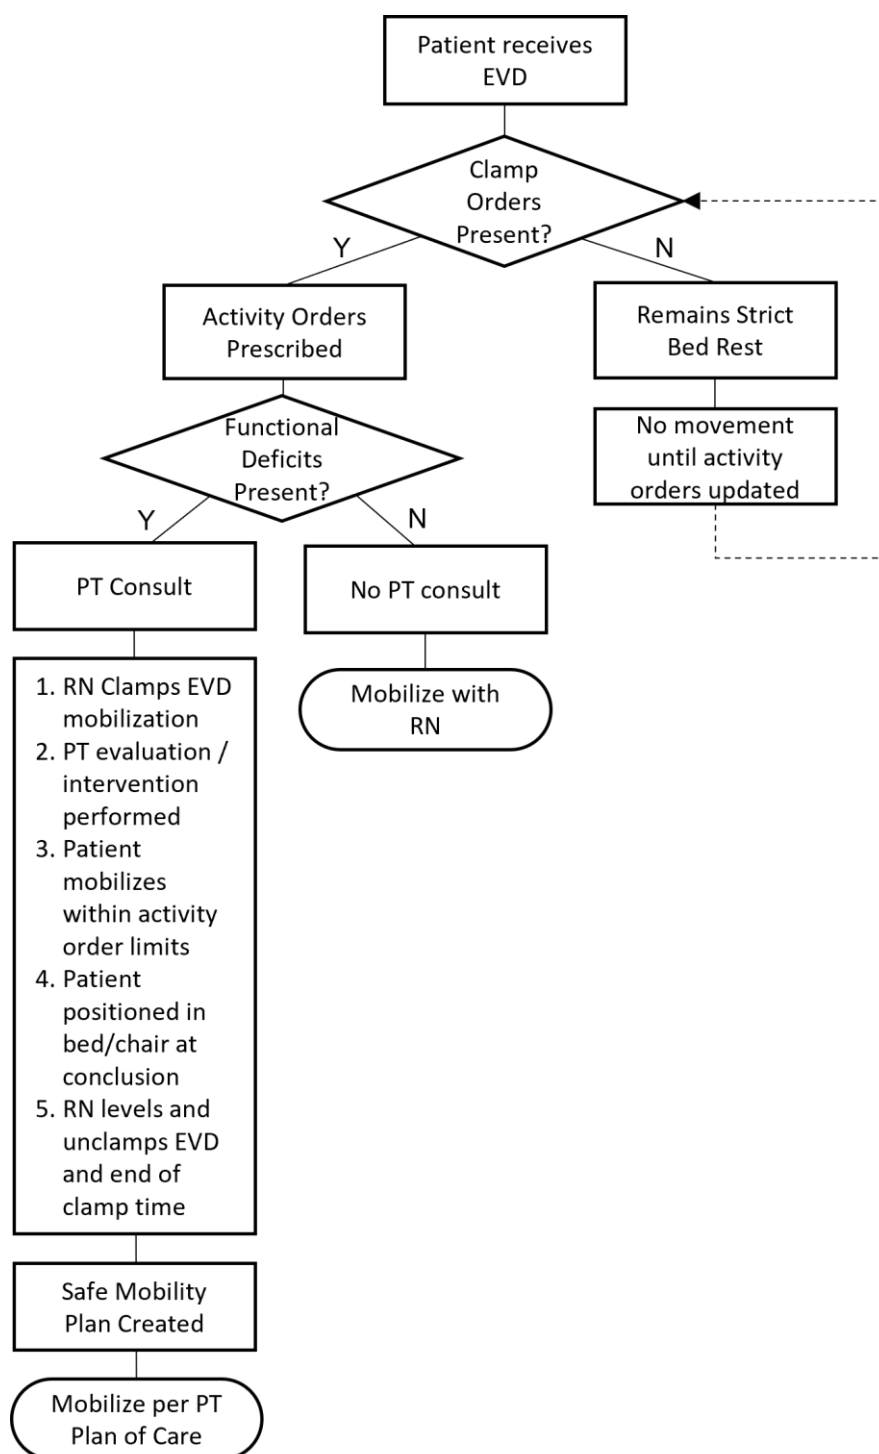 Patient receives
EVD
Clamp
Orders
Present?
Y
N
Activity Orders
Prescribed
Remains Strict
Bed Rest
Functional
Deficits
Present?
No movement
until activity
orders updated
Y
N
PT Consult
No PT consult
1. RN Clamps EVD
mobilization
2. PT evaluation /
intervention
performed
3. Patient
mobilizes
within activity
order limits
4. Patient
positioned in
bed/chair at
conclusion
5. RN levels and
unclamps EVD
and end of
clamp time
Mobilize with
RN
Safe Mobility
Plan Created
Mobilize per PT
Plan of Care